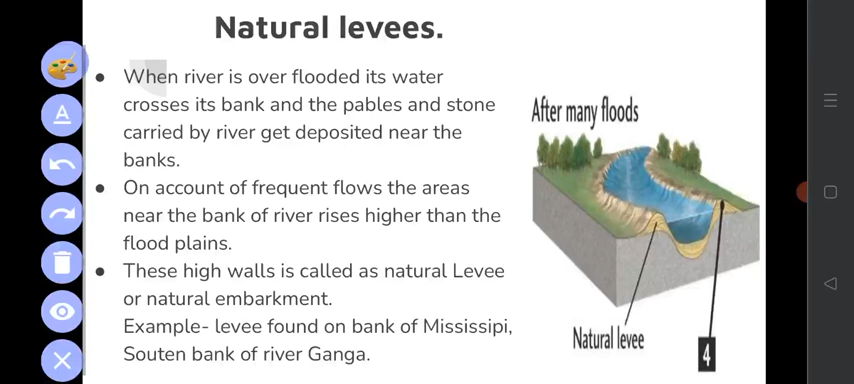 Natural levees.
● When river is over flooded its water
crosses its bank and the pables and stone
carried by river get deposited near the
banks.
● On account of frequent flows the areas
near the bank of river rises higher than the
flood plains.
● These high walls is called as natural Levee
or natural embarkment.
Example- levee found on bank of Mississipi,
Souten bank of river Ganga.
After many floods
Natural levee
4
A